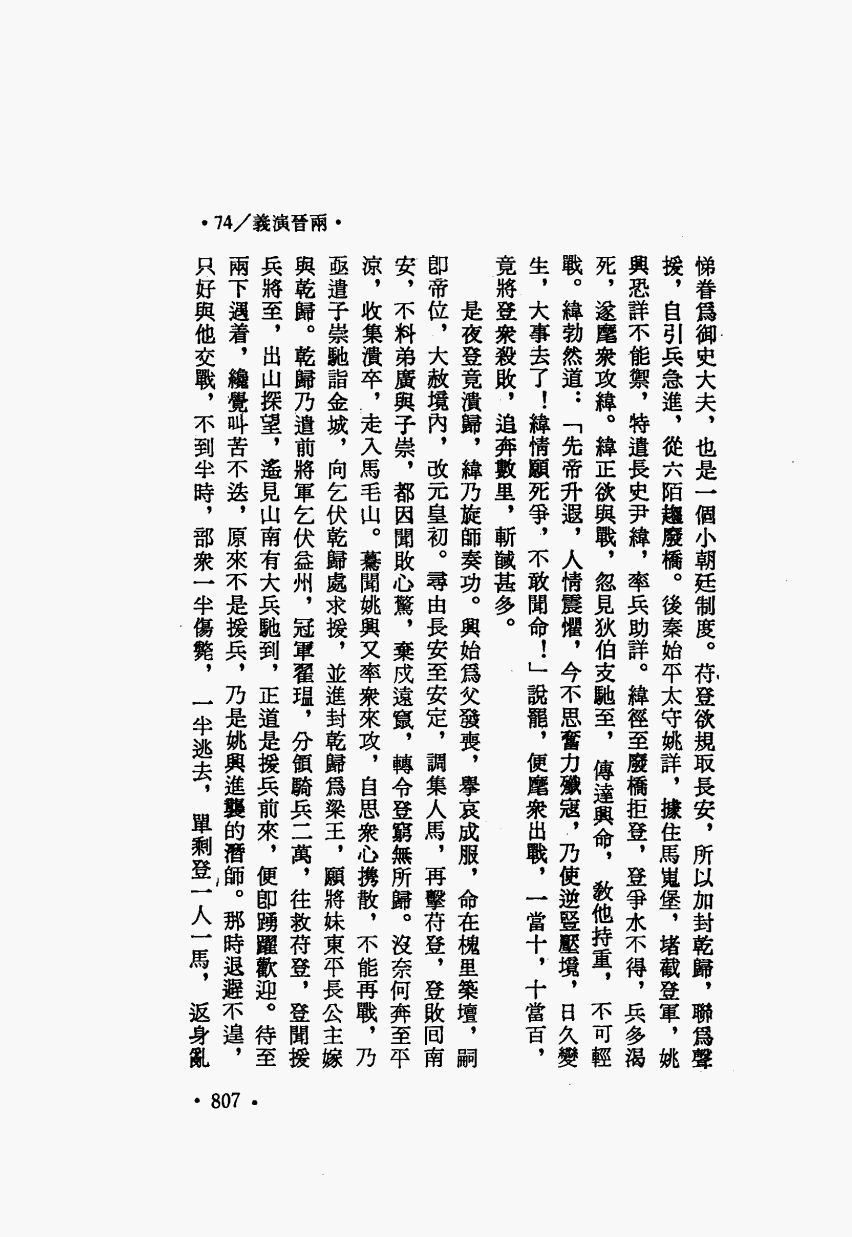 •74／義演晉兩•
悌眷爲御史大夫，也是一個小朝廷制度。苻登欲規取長安，所以加封乾歸，聯爲聲
援，自引兵急進，從六陌趨廢橋。後秦始平太守姚詳，據住馬嵬堡，堵截登軍，姚
興恐詳不能禦，特遣長史尹緯，率兵助詳。緯徑至廢橋拒登，登爭水不得，兵多渴
死，遂麾衆攻緯。緯正欲與戰，忽見狄伯支馳至，傳達興命，敎他持重，不可輕
戰。緯勃然道：「先帝升遐，人情震懼，今不思奮力殲寇，乃使逆豎壓境，日久變
生，大事去了！緯情願死爭，不敢聞命！」說罷，便麾衆出戰，一當十，十當百，
竟將登衆殺敗，追奔數里，斬馘甚多。
是夜登竟潰歸，緯乃旋師奏功。興始爲父發喪，擧哀成服，命在槐里築壇，嗣
卽帝位，大赦境內，改元皇初。尋由長安至安定，調集人馬，再擊苻登，登敗回南
安，不料弟廣與子崇，都因聞敗心驚，棄戍遠竄，轉令登窮無所歸。沒奈何奔至平
涼，收集潰卒，走入馬毛山。驀聞姚興又率衆來攻，自思衆心携散，不能再戰，乃
亟遣子崇馳詣金城，向乞伏乾歸處求援，並進封乾歸爲梁王，願將妹東平長公主嫁
與乾歸。乾歸乃遣前將軍乞伏益州，冠軍翟瑥，分領騎兵二萬，往救苻登，登聞援
兵將至，出山探望，遙見山南有大兵馳到，正道是援兵前來，便卽踴躍歡迎。待至
兩下遇着，纔覺叫苦不迭，原來不是援兵，乃是姚興進襲的潛師。那時退避不遑，
只好與他交戰，不到半時，部衆一半傷斃，一半逃去，單剩登一人一馬，返身亂
•807•